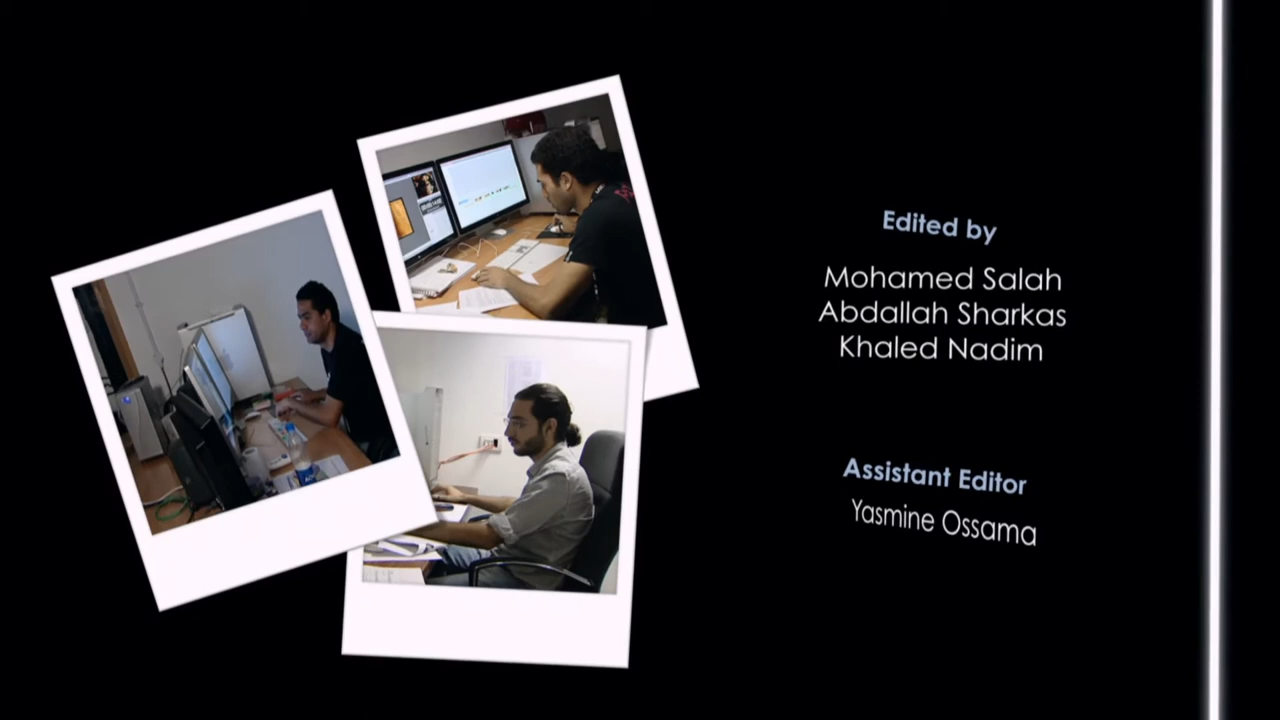 Edited by
Mohamed Salah
Abdallah Sharkas
Khaled Nadim
Assistant Editor
Yasmine Ossama